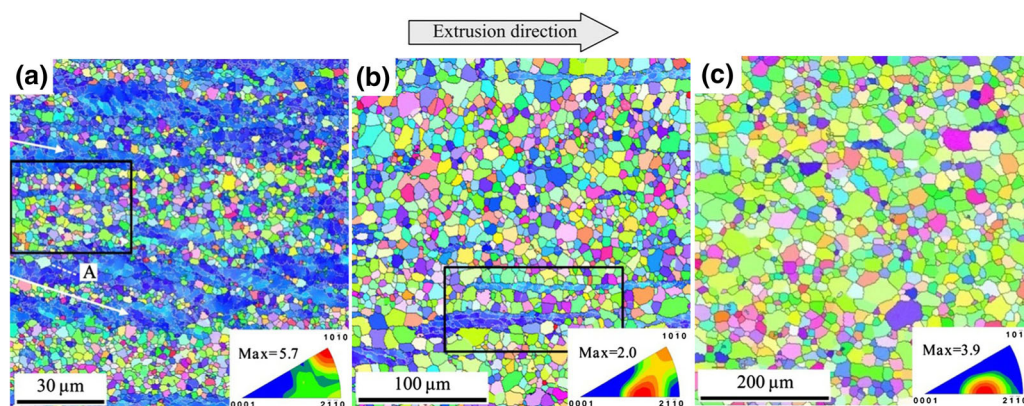 Extrusion direction
(a)
(b)
(c)
A
Max=5.7
1010
0001
2110
30 μm
Max=2.0
1010
0001
2110
100 μm
Max=3.9
101
0001
2110
200 μm